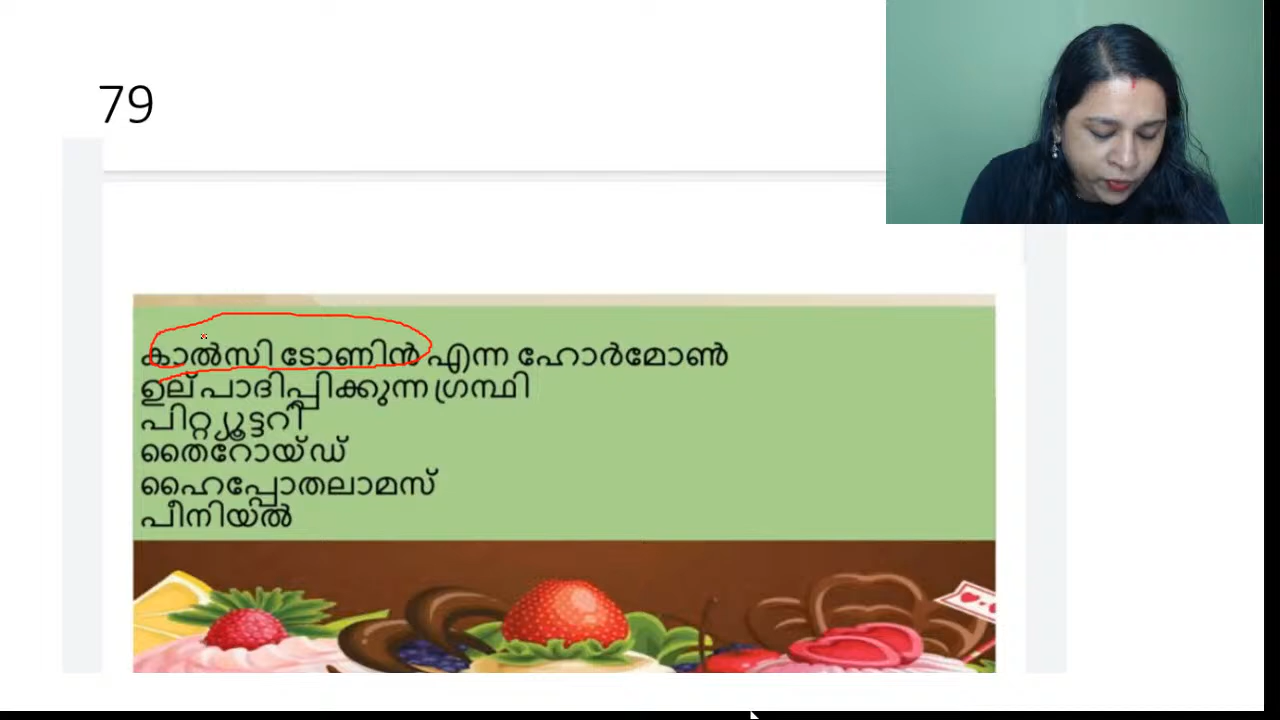 79
കാൽസി ടോണിൻ എന്ന ഹോർമോൺ
ഉല്പാദിപ്പിക്കുന്ന ഗ്രന്ഥി
പിറ്റ്യൂട്ടറി
തൈറോയ്ഡ്
ഹൈപ്പോതലാമസ്
പീനിയൽ